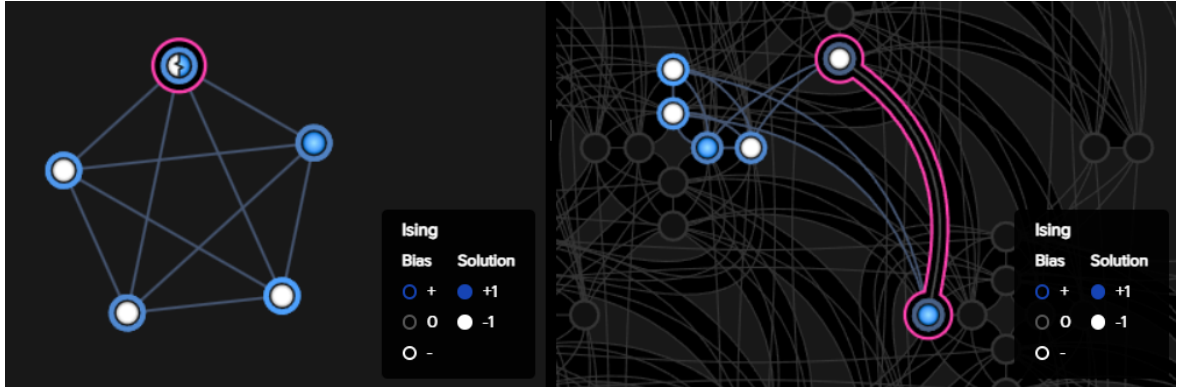 Ising
Bias Solution
+ +1
0 -1
-
Ising
Bias Solution
+ +1
0 -1
-